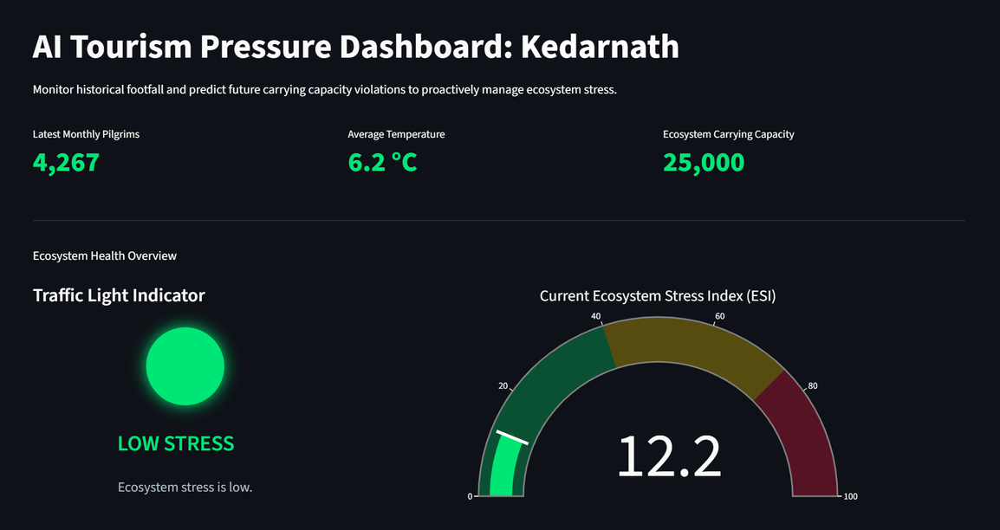 AI Tourism Pressure Dashboard: Kedarnath
Monitor historical footfall and predict future carrying capacity violations to proactively manage ecosystem stress.
Latest Monthly Pilgrims
4,267
Average Temperature
6.2 °C
Ecosystem Carrying Capacity
25,000
Ecosystem Health Overview
Traffic Light Indicator
LOW STRESS
Ecosystem stress is low.
Current Ecosystem Stress Index (ESI)
0
20
40
60
80
100
12.2